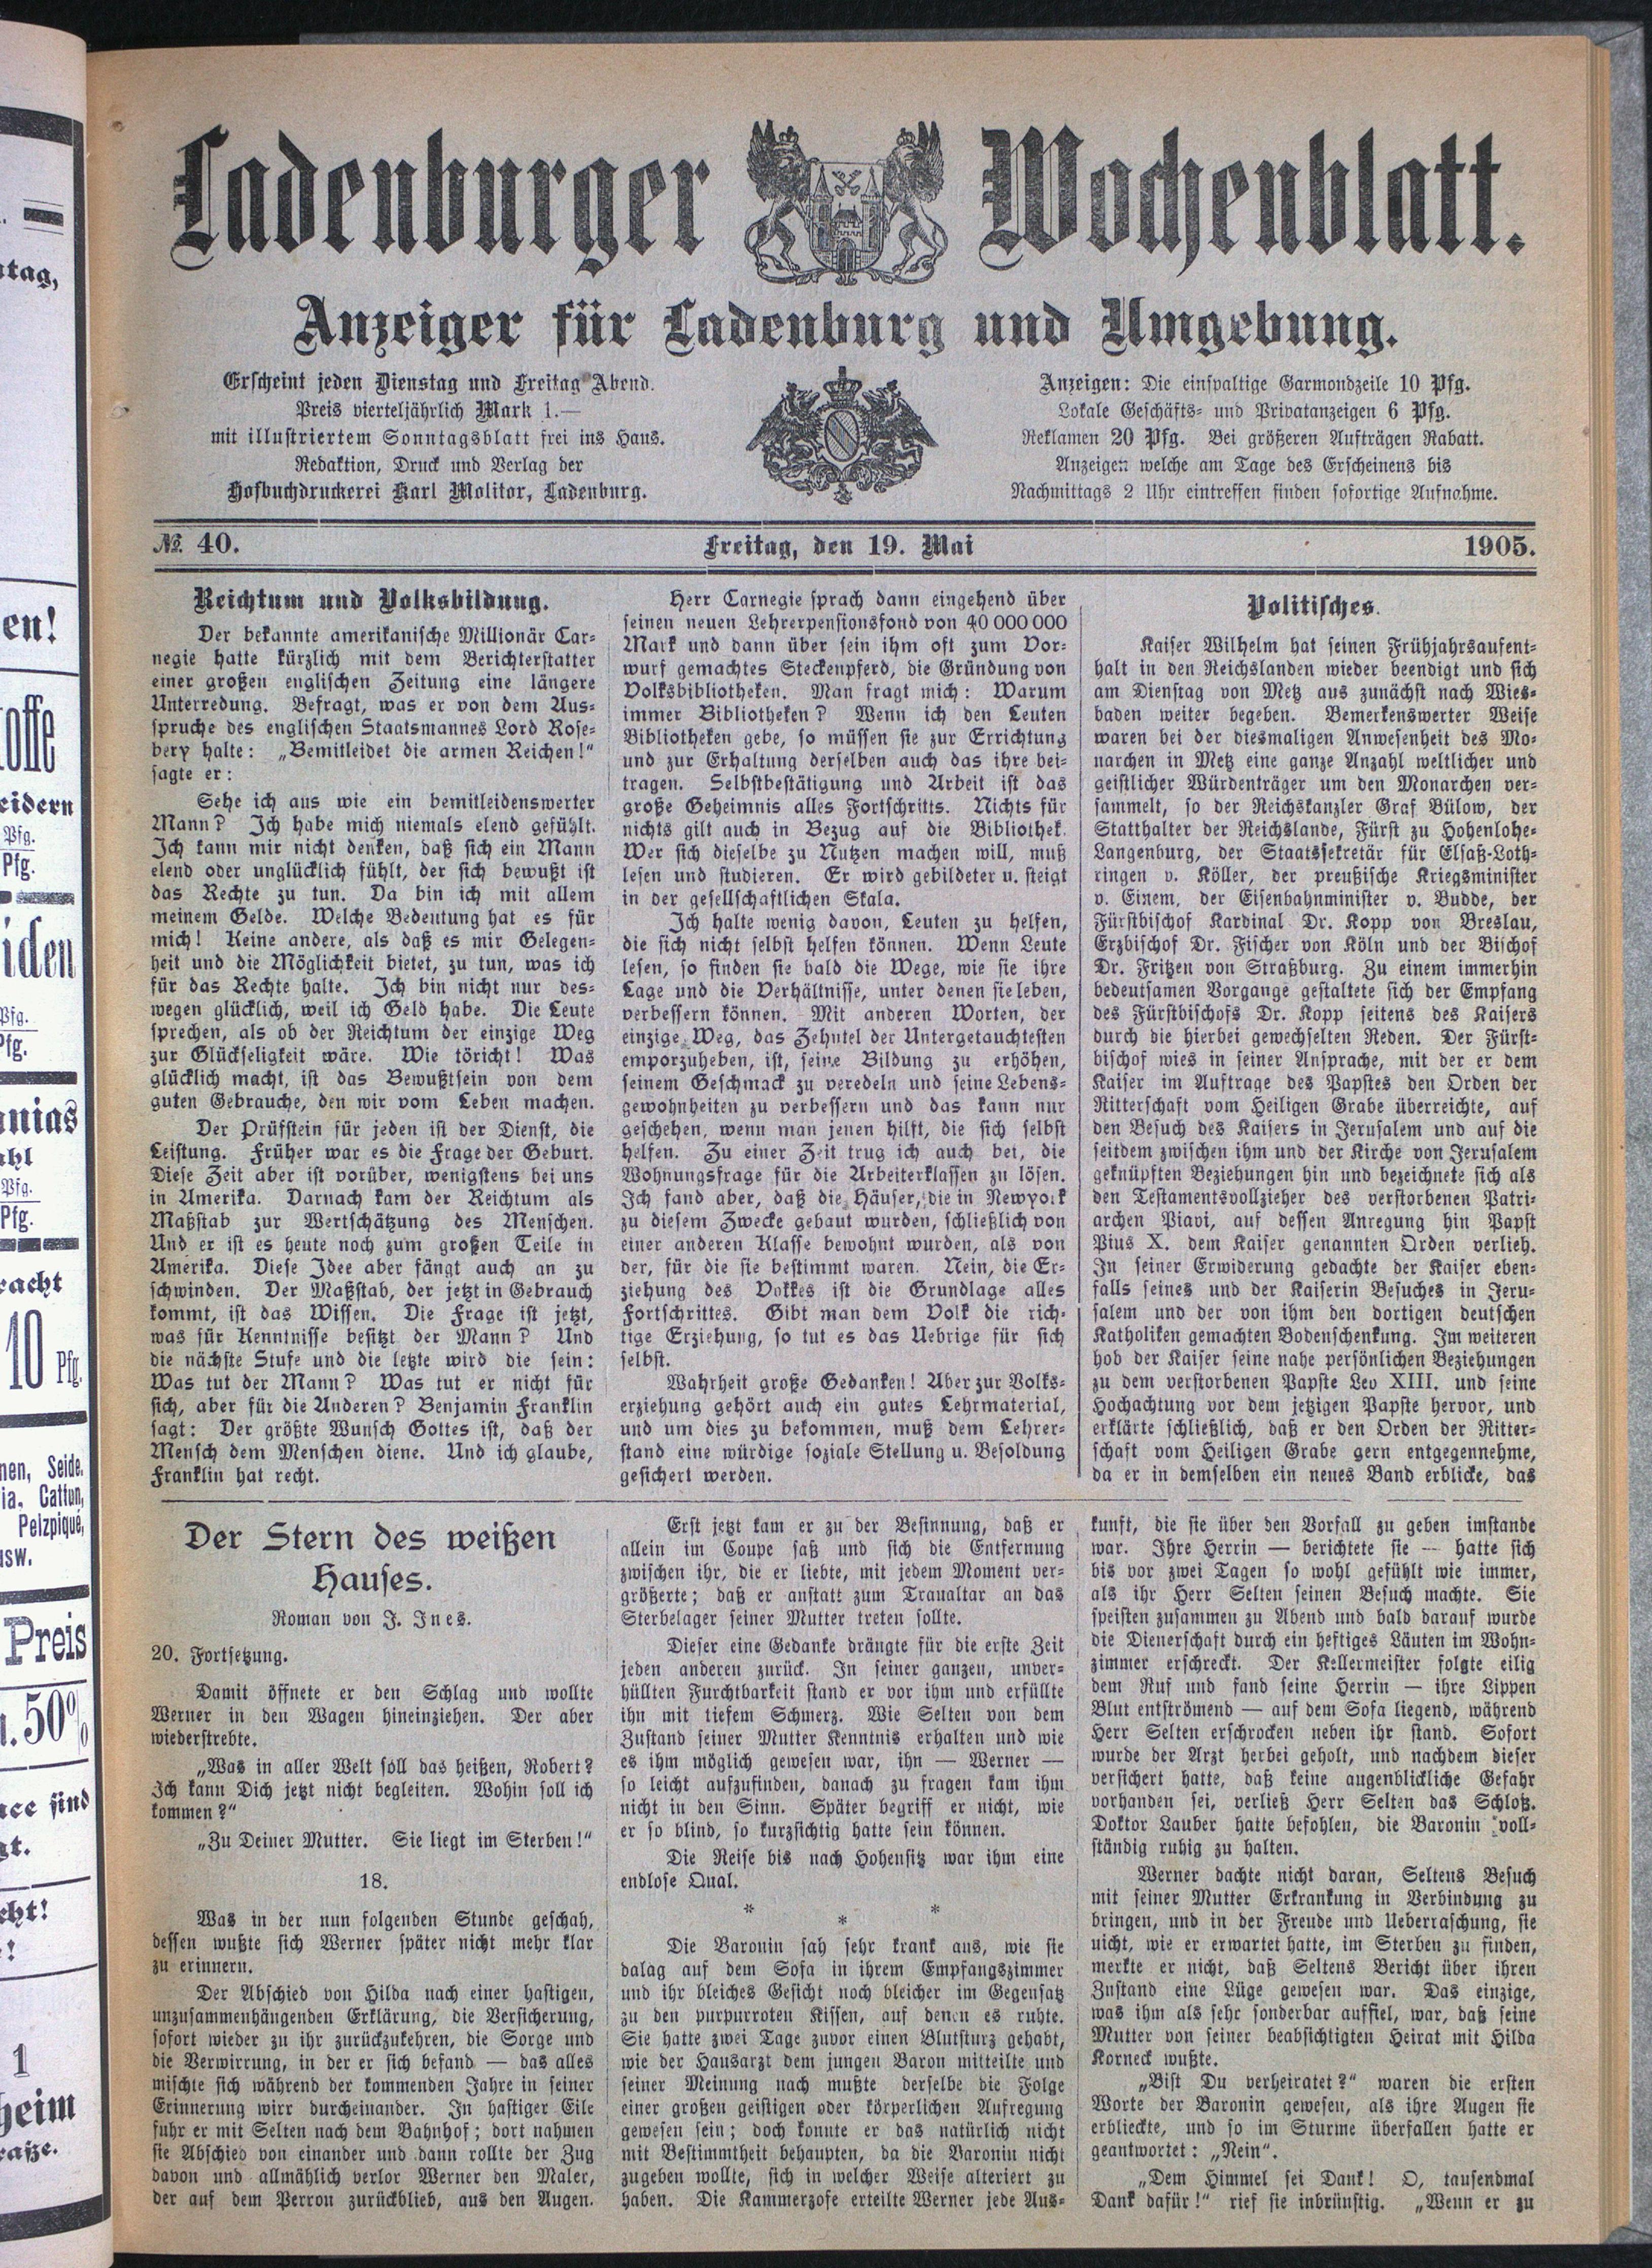 Ladenburger Wochenblatt.
Anzeiger für Ladenburg und Umgebung.
Erscheint jeden Dienstag und Freitag Abend.
Preis vierteljährlich Mark 1.—
mit illustriertem Sonntagsblatt frei ins Haus.
Redaktion, Druck und Verlag der
Hofbuchdruckerei Karl Molitor, Ladenburg.
Anzeigen: Die einspaltige Garmondzeile 10 Pfg.
Lokale Geschäfts- und Privatanzeigen 6 Pfg.
Reklamen 20 Pfg. Bei größeren Aufträgen Rabatt.
Anzeigen welche am Tage des Erscheinens bis
Nachmittags 2 Uhr eintreffen finden sofortige Aufnahme.
№ 40. Freitag, den 19. Mai 1905.
Reichtum und Volksbildung.
Der bekannte amerikanische Millionär Car-
negie hatte kürzlich mit dem Berichterstatter
einer großen englischen Zeitung eine längere
Unterredung. Befragt, was er von dem Aus-
spruche des englischen Staatsmannes Lord Rose-
bery halte: „Bemitleidet die armen Reichen!“
sagte er:
Sehe ich aus wie ein bemitleidenswerter
Mann? Ich habe mich niemals elend gefühlt.
Ich kann mir nicht denken, daß sich ein Mann
elend oder unglücklich fühlt, der sich bewußt ist
das Rechte zu tun. Da bin ich mit allem
meinem Gelde. Welche Bedeutung hat es für
mich! Keine andere, als daß es mir Gelegen-
heit und die Möglichkeit bietet, zu tun, was ich
für das Rechte halte. Ich bin nicht nur des-
wegen glücklich, weil ich Geld habe. Die Leute
sprechen, als ob der Reichtum der einzige Weg
zur Glückseligkeit wäre. Wie töricht! Was
glücklich macht, ist das Bewußtsein von dem
guten Gebrauche, den wir vom Leben machen.
Der Prüfstein für jeden ist der Dienst, die
Leistung. Früher war es die Frage der Geburt.
Diese Zeit aber ist vorüber, wenigstens bei uns
in Amerika. Darnach kam der Reichtum als
Maßstab zur Wertschätzung des Menschen.
Und er ist es heute noch zum großen Teile in
Amerika. Diese Idee aber fängt auch an zu
schwinden. Der Maßstab, der jetzt in Gebrauch
kommt, ist das Wissen. Die Frage ist jetzt,
was für Kenntnisse besitzt der Mann? Und
die nächste Stufe und die letzte wird die sein:
Was tut der Mann? Was tut er nicht für
sich, aber für die Anderen? Benjamin Franklin
sagt: Der größte Wunsch Gottes ist, daß der
Mensch dem Menschen diene. Und ich glaube,
Franklin hat recht.
Herr Carnegie sprach dann eingehend über
seinen neuen Lehrerpensionsfond von 40 000 000
Mark und dann über sein ihm oft zum Vor-
wurf gemachtes Steckenpferd, die Gründung von
Volksbibliotheken. Man fragt mich: Warum
immer Bibliotheken? Wenn ich den Leuten
Bibliotheken gebe, so müssen sie zur Errichtung
und zur Erhaltung derselben auch das ihre bei-
tragen. Selbstbestätigung und Arbeit ist das
große Geheimnis alles Fortschritts. Nichts für
nichts gilt auch in Bezug auf die Bibliothek.
Wer sich dieselbe zu Nutzen machen will, muß
lesen und studieren. Er wird gebildeter u. steigt
in der gesellschaftlichen Skala.
Ich halte wenig davon, Leuten zu helfen,
die sich nicht selbst helfen können. Wenn Leute
lesen, so finden sie bald die Wege, wie sie ihre
Lage und die Verhältnisse, unter denen sie leben,
verbessern können. Mit anderen Worten, der
einzige Weg, das Zehntel der Untergetauchtesten
emporzuheben, ist, seine Bildung zu erhöhen,
seinem Geschmack zu veredeln und seine Lebens-
gewohnheiten zu verbessern und das kann nur
geschehen, wenn man jenen hilft, die sich selbst
helfen. Zu einer Zeit trug ich auch bei, die
Wohnungsfrage für die Arbeiterklassen zu lösen.
Ich fand aber, daß die Häuser, die in Newyork
zu diesem Zwecke gebaut wurden, schließlich von
einer anderen Klasse bewohnt wurden, als von
der, für die sie bestimmt waren. Nein, die Er-
ziehung des Volkes ist die Grundlage alles
Fortschrittes. Gibt man dem Volk die rich-
tige Erziehung, so tut es das Uebrige für sich
selbst.
Wahrheit große Gedanken! Aber zur Volks-
erziehung gehört auch ein gutes Lehrmaterial,
und um dies zu bekommen, muß dem Lehrer-
stand eine würdige soziale Stellung u. Besoldung
gesichert werden.
Politisches.
Kaiser Wilhelm hat seinen Frühjahrsaufent-
halt in den Reichslanden wieder beendigt und sich
am Dienstag von Metz aus zunächst nach Wies-
baden weiter begeben. Bemerkenswerter Weise
waren bei der diesmaligen Anwesenheit des Mo-
narchen in Metz eine ganze Anzahl weltlicher und
geistlicher Würdenträger um den Monarchen ver-
sammelt, so der Reichskanzler Graf Bülow, der
Statthalter der Reichslande, Fürst zu Hohenlohe-
Langenburg, der Staatssekretär für Elsaß-Loth-
ringen v. Köller, der preußische Kriegsminister
v. Einem, der Eisenbahnminister v. Budde, der
Fürstbischof Kardinal Dr. Kopp von Breslau,
Erzbischof Dr. Fischer von Köln und der Bischof
Dr. Fritzen von Straßburg. Zu einem immerhin
bedeutsamen Vorgange gestaltete sich der Empfang
des Fürstbischofs Dr. Kopp seitens des Kaisers
durch die hierbei gewechselten Reden. Der Fürst-
bischof wies in seiner Ansprache, mit der er dem
Kaiser im Auftrage des Papstes den Orden der
Ritterschaft vom Heiligen Grabe überreichte, auf
den Besuch des Kaisers in Jerusalem und auf die
seitdem zwischen ihm und der Kirche von Jerusalem
geknüpften Beziehungen hin und bezeichnete sich als
den Testamentsvollzieher des verstorbenen Patri-
archen Piavi, auf dessen Anregung hin Papst
Pius X. dem Kaiser genannten Orden verlieh.
In seiner Erwiderung gedachte der Kaiser eben-
falls seines und der Kaiserin Besuches in Jeru-
salem und der von ihm den dortigen deutschen
Katholiken gemachten Bodenschenkung. Im weiteren
hob der Kaiser seine nahe persönlichen Beziehungen
zu dem verstorbenen Papste Leo XIII. und seine
Hochachtung vor dem jetzigen Papste hervor, und
erklärte schließlich, daß er den Orden der Ritter-
schaft vom Heiligen Grabe gern entgegennehme,
da er in demselben ein neues Band erblicke, das
Der Stern des weißen
Hauses.
Roman von J. Ines.
20. Fortsetzung.
Damit öffnete er den Schlag und wollte
Werner in den Wagen hineinziehen. Der aber
wiederstrebte.
„Was in aller Welt soll das heißen, Robert?
Ich kann Dich jetzt nicht begleiten. Wohin soll ich
kommen?“
„Zu Deiner Mutter. Sie liegt im Sterben!“
18.
Was in der nun folgenden Stunde geschah,
dessen wußte sich Werner später nicht mehr klar
zu erinnern.
Der Abschied von Hilda nach einer hastigen,
unzusammenhängenden Erklärung, die Versicherung,
sofort wieder zu ihr zurückzukehren, die Sorge und
die Verwirrung, in der er sich befand — das alles
mischte sich während der kommenden Jahre in seiner
Erinnerung wirr durcheinander. In hastiger Eile
fuhr er mit Selten nach dem Bahnhof; dort nahmen
sie Abschied von einander und dann rollte der Zug
davon und allmählich verlor Werner den Maler,
der auf dem Perron zurückblieb, aus den Augen.
Erst jetzt kam er zu der Besinnung, daß er
allein im Coupe saß und sich die Entfernung
zwischen ihr, die er liebte, mit jedem Moment ver-
größerte; daß er anstatt zum Traualtar an das
Sterbelager seiner Mutter treten sollte.
Dieser eine Gedanke drängte für die erste Zeit
jeden anderen zurück. In seiner ganzen, unver-
hüllten Furchtbarkeit stand er vor ihm und erfüllte
ihn mit tiefem Schmerz. Wie Selten von dem
Zustand seiner Mutter Kenntnis erhalten und wie
es ihm möglich gewesen war, ihn — Werner —
so leicht aufzufinden, danach zu fragen kam ihm
nicht in den Sinn. Später begriff er nicht, wie
er so blind, so kurzsichtig hatte sein können.
Die Reise bis nach Hohensitz war ihm eine
endlose Qual.
* * *
Die Baronin sah sehr krank aus, wie sie
dalag auf dem Sofa in ihrem Empfangszimmer
und ihr bleiches Gesicht noch bleicher im Gegensatz
zu den purpurroten Kissen, auf denen es ruhte.
Sie hatte zwei Tage zuvor einen Blutsturz gehabt,
wie der Hausarzt dem jungen Baron mitteilte und
seiner Meinung nach mußte derselbe die Folge
einer großen geistigen oder körperlichen Aufregung
gewesen sein; doch konnte er das natürlich nicht
mit Bestimmtheit behaupten, da die Baronin nicht
zugeben wollte, sich in welcher Weise alteriert zu
haben. Die Kammerzofe erteilte Werner jede Aus-
kunft, die sie über den Vorfall zu geben imstande
war. Ihre Herrin — berichtete sie — hatte sich
bis vor zwei Tagen so wohl gefühlt wie immer,
als ihr Herr Selten seinen Besuch machte. Sie
speisten zusammen zu Abend und bald darauf wurde
die Dienerschaft durch ein heftiges Läuten im Wohn-
zimmer erschreckt. Der Kellermeister folgte eilig
dem Ruf und fand seine Herrin — ihre Lippen
Blut entströmend — auf dem Sofa liegend, während
Herr Selten erschrocken neben ihr stand. Sofort
wurde der Arzt herbei geholt, und nachdem dieser
versichert hatte, daß keine augenblickliche Gefahr
vorhanden sei, verließ Herr Selten das Schloß.
Doktor Lauber hatte befohlen, die Baronin voll-
ständig ruhig zu halten.
Werner dachte nicht daran, Seltens Besuch
mit seiner Mutter Erkrankung in Verbindung zu
bringen, und in der Freude und Ueberraschung, sie
nicht, wie er erwartet hatte, im Sterben zu finden,
merkte er nicht, daß Seltens Bericht über ihren
Zustand eine Lüge gewesen war. Das einzige,
was ihm als sehr sonderbar auffiel, war, daß seine
Mutter von seiner beabsichtigten Heirat mit Hilda
Korneck wußte.
„Bist Du verheiratet?“ waren die ersten
Worte der Baronin gewesen, als ihre Augen sie
erblickte, und so im Sturme überfallen hatte er
geantwortet: „Nein“.
„Dem Himmel sei Dank! O, tausendmal
Dank dafür!“ rief sie inbrünstig. „Wenn er zu